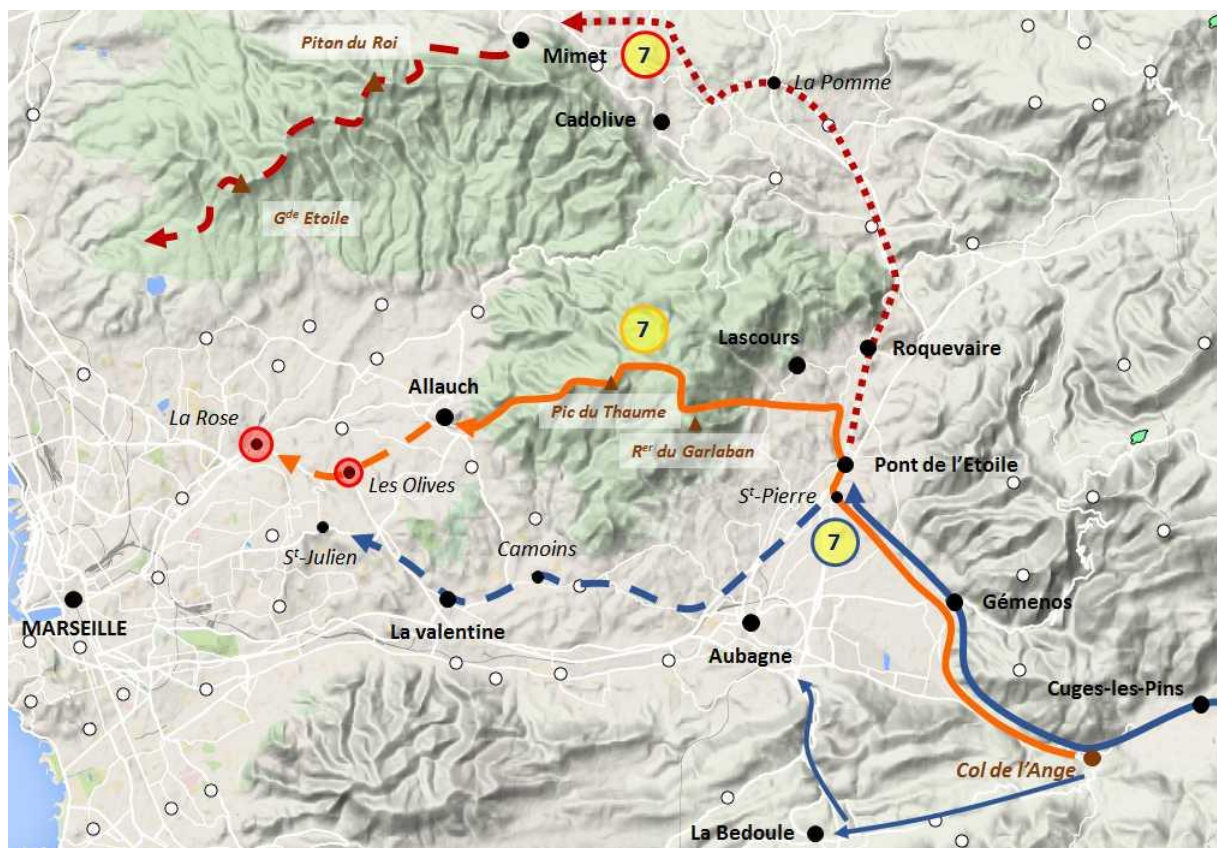 Piton du Roi
Mimet
7
La Pomme
Cadolive
Gde Etoile
7
Lascours
Roquevaire
Allauch
Pic du Thaume
La Rose
Rer du Garlaban
Pont de l'Etoile
Les Olives
St-Pierre
St-Julien
Camoins
7
Gémenos
MARSEILLE
La valentine
Aubagne
Cuges-les-Pins
Col de l'Ange
La Bedoule